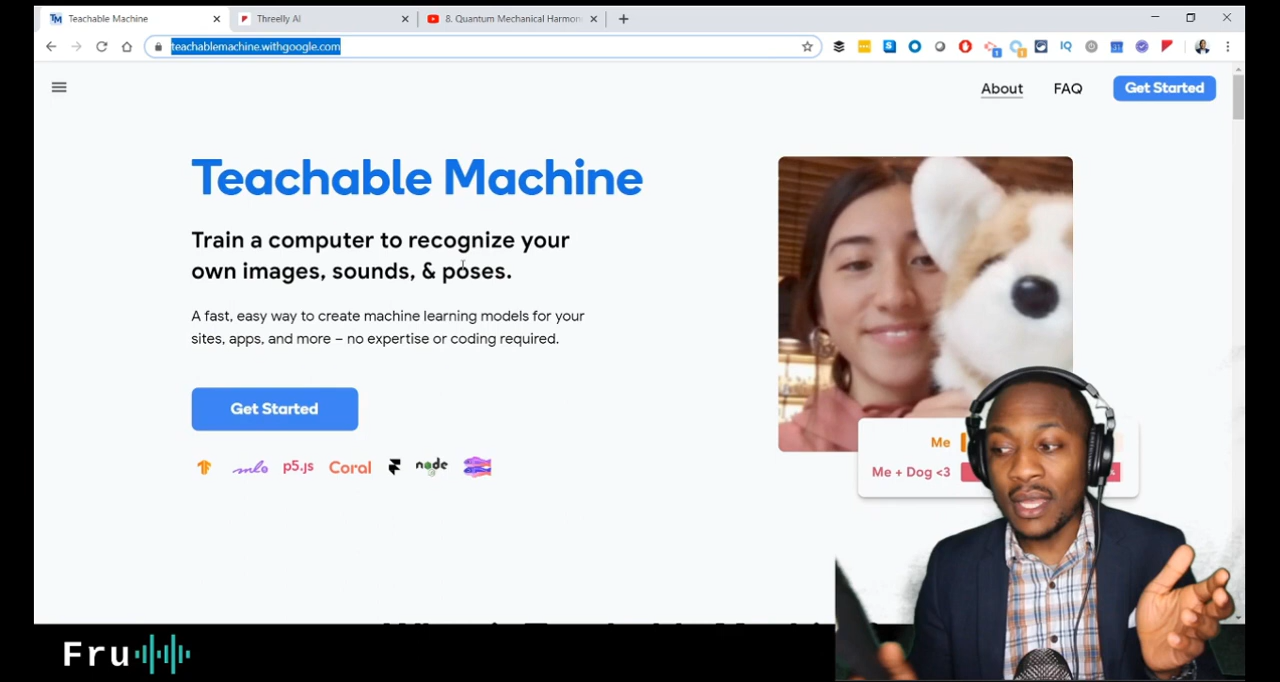 Teachable Machine
Threelly AI
8. Quantum Mechanical Harmon
teachablemachine.withgoogle.com
IQ
About
FAQ
Get Started
Teachable Machine
Train a computer to recognize your
own images, sounds, & poses.
A fast, easy way to create machine learning models for your
sites, apps, and more – no expertise or coding required.
Get Started
Me
Me + Dog <3
mlo
p5.js
Coral
node
Fru